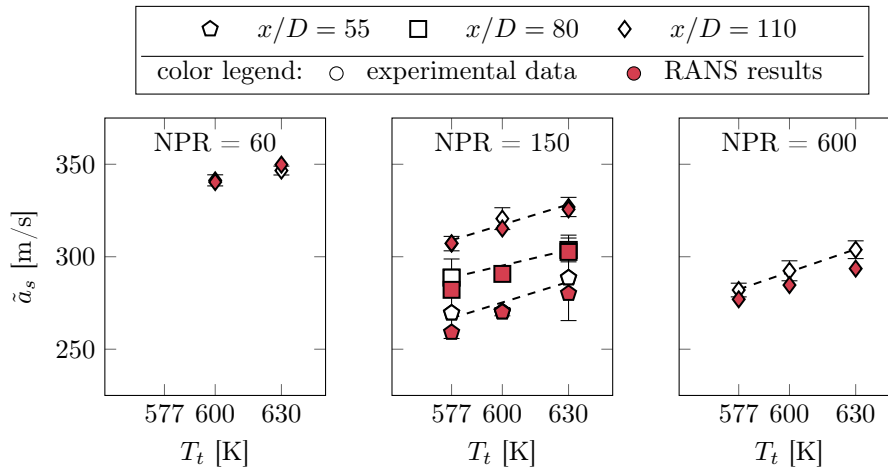 x/D = 55 x/D = 80 x/D = 110
color legend: experimental data RANS results
NPR = 60 NPR = 150 NPR = 600
350
300
250
ã_s [m/s]
577 600 630 577 600 630 577 600 630
T_t [K] T_t [K] T_t [K]